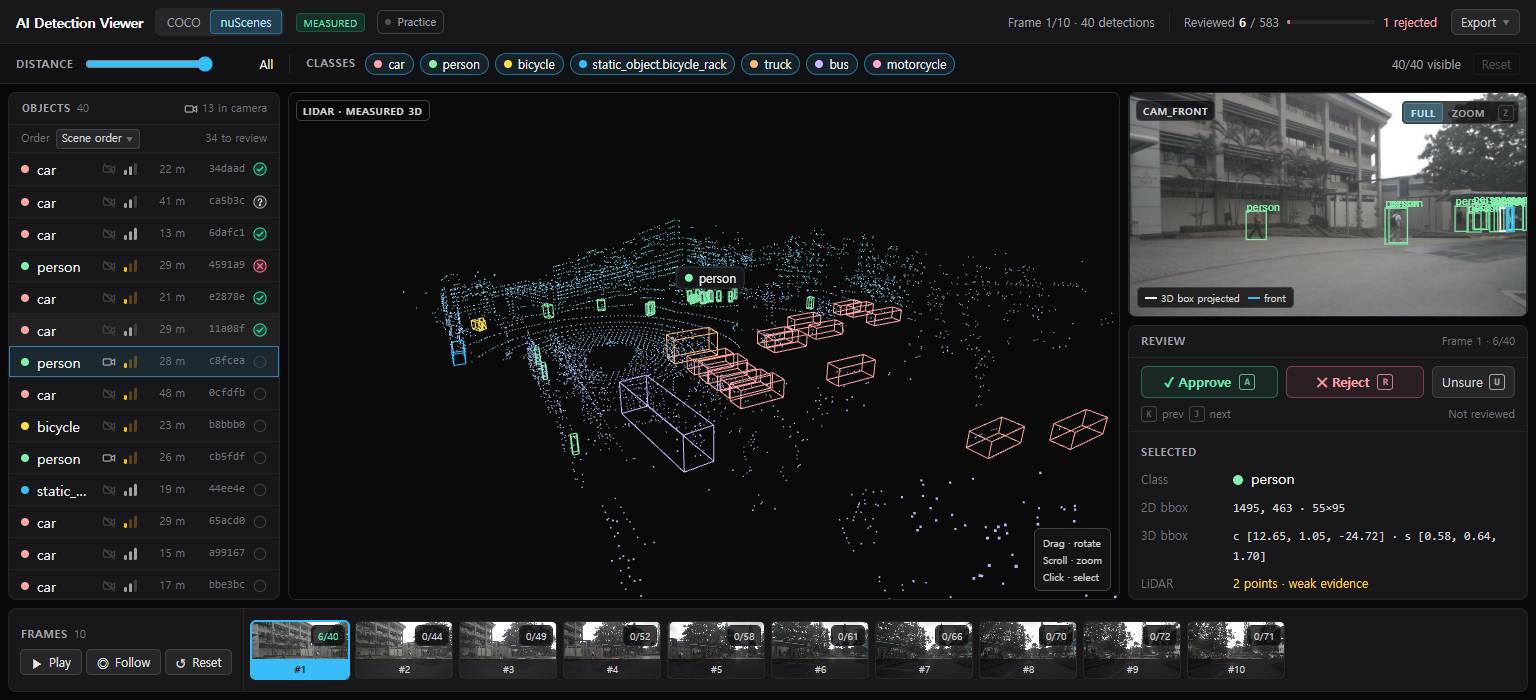 AI Detection Viewer COCO nuScenes MEASURED Practice Frame 1/10 · 40 detections Reviewed 6 / 583 1 rejected Export
DISTANCE All CLASSES car person bicycle static_object.bicycle_rack truck bus motorcycle 40/40 visible Reset
OBJECTS 40 13 in camera
Order Scene order 34 to review
car 22 m 34daad
car 41 m ca5b3c ?
car 13 m 6dafc1
person 29 m 4591a9
car 21 m e2878e
car 29 m 11a08f
person 28 m c8fcea
car 48 m 0cfdfb
bicycle 23 m b8bbb0
person 26 m cb5fdf
static_... 19 m 44ee4e
car 29 m 65acd0
car 15 m a99167
car 17 m bbe3bc
LIDAR · MEASURED 3D
person
Drag · rotate
Scroll · zoom
Click · select
CAM_FRONT FULL ZOOM Z
person
3D box projected front
REVIEW Frame 1 · 6/40
Approve A Reject R Unsure U
K prev J next Not reviewed
SELECTED
Class person
2D bbox 1495, 463 · 55×95
3D bbox c [12.65, 1.05, -24.72] · s [0.58, 0.64,
1.70]
LiDAR 2 points · weak evidence
FRAMES 10
Play Follow Reset
6/40 0/44 0/49 0/52 0/58 0/61 0/66 0/70 0/72 0/71
#1 #2 #3 #4 #5 #6 #7 #8 #9 #10